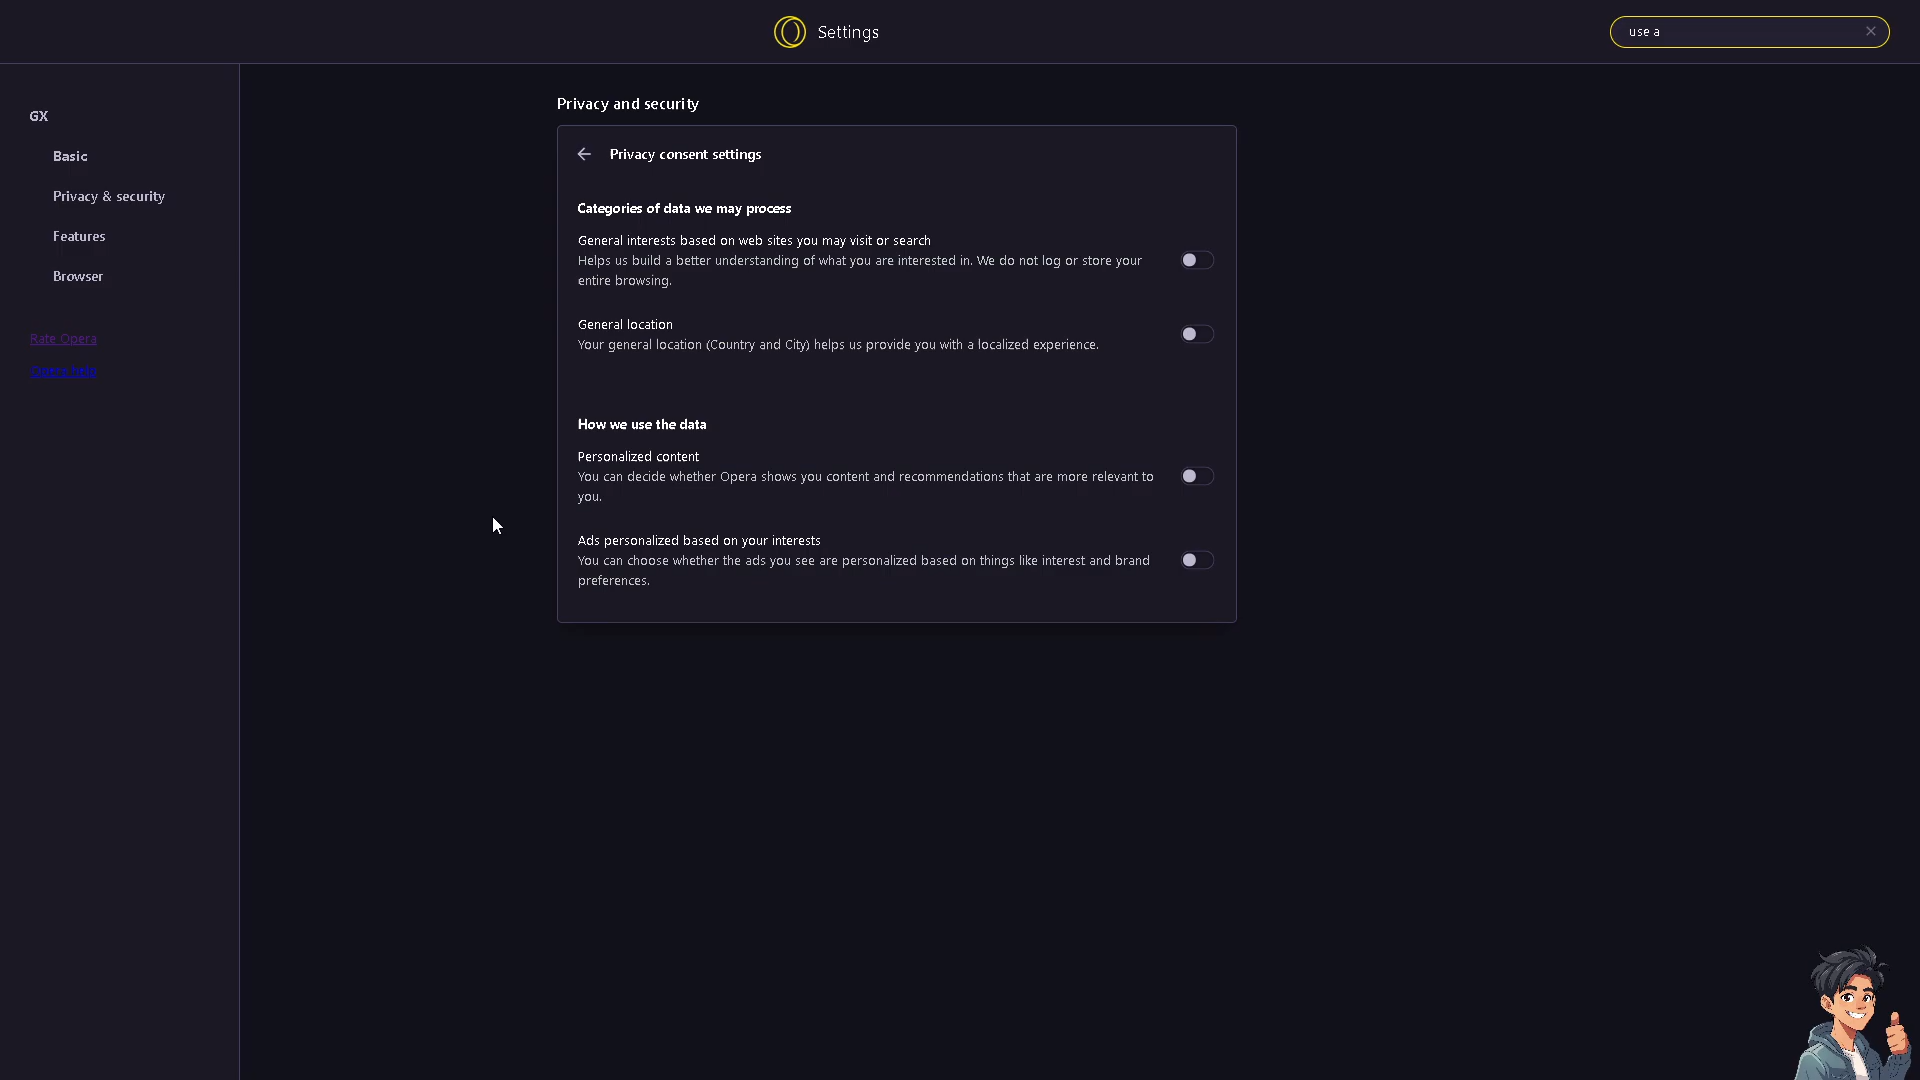 Settings
use a
GX
Basic
Privacy & security
Features
Browser
Rate Opera
Opera help
Privacy and security
Privacy consent settings
Categories of data we may process
General interests based on web sites you may visit or search
Helps us build a better understanding of what you are interested in. We do not log or store your
entire browsing.
General location
Your general location (Country and City) helps us provide you with a localized experience.
How we use the data
Personalized content
You can decide whether Opera shows you content and recommendations that are more relevant to
you.
Ads personalized based on your interests
You can choose whether the ads you see are personalized based on things like interest and brand
preferences.